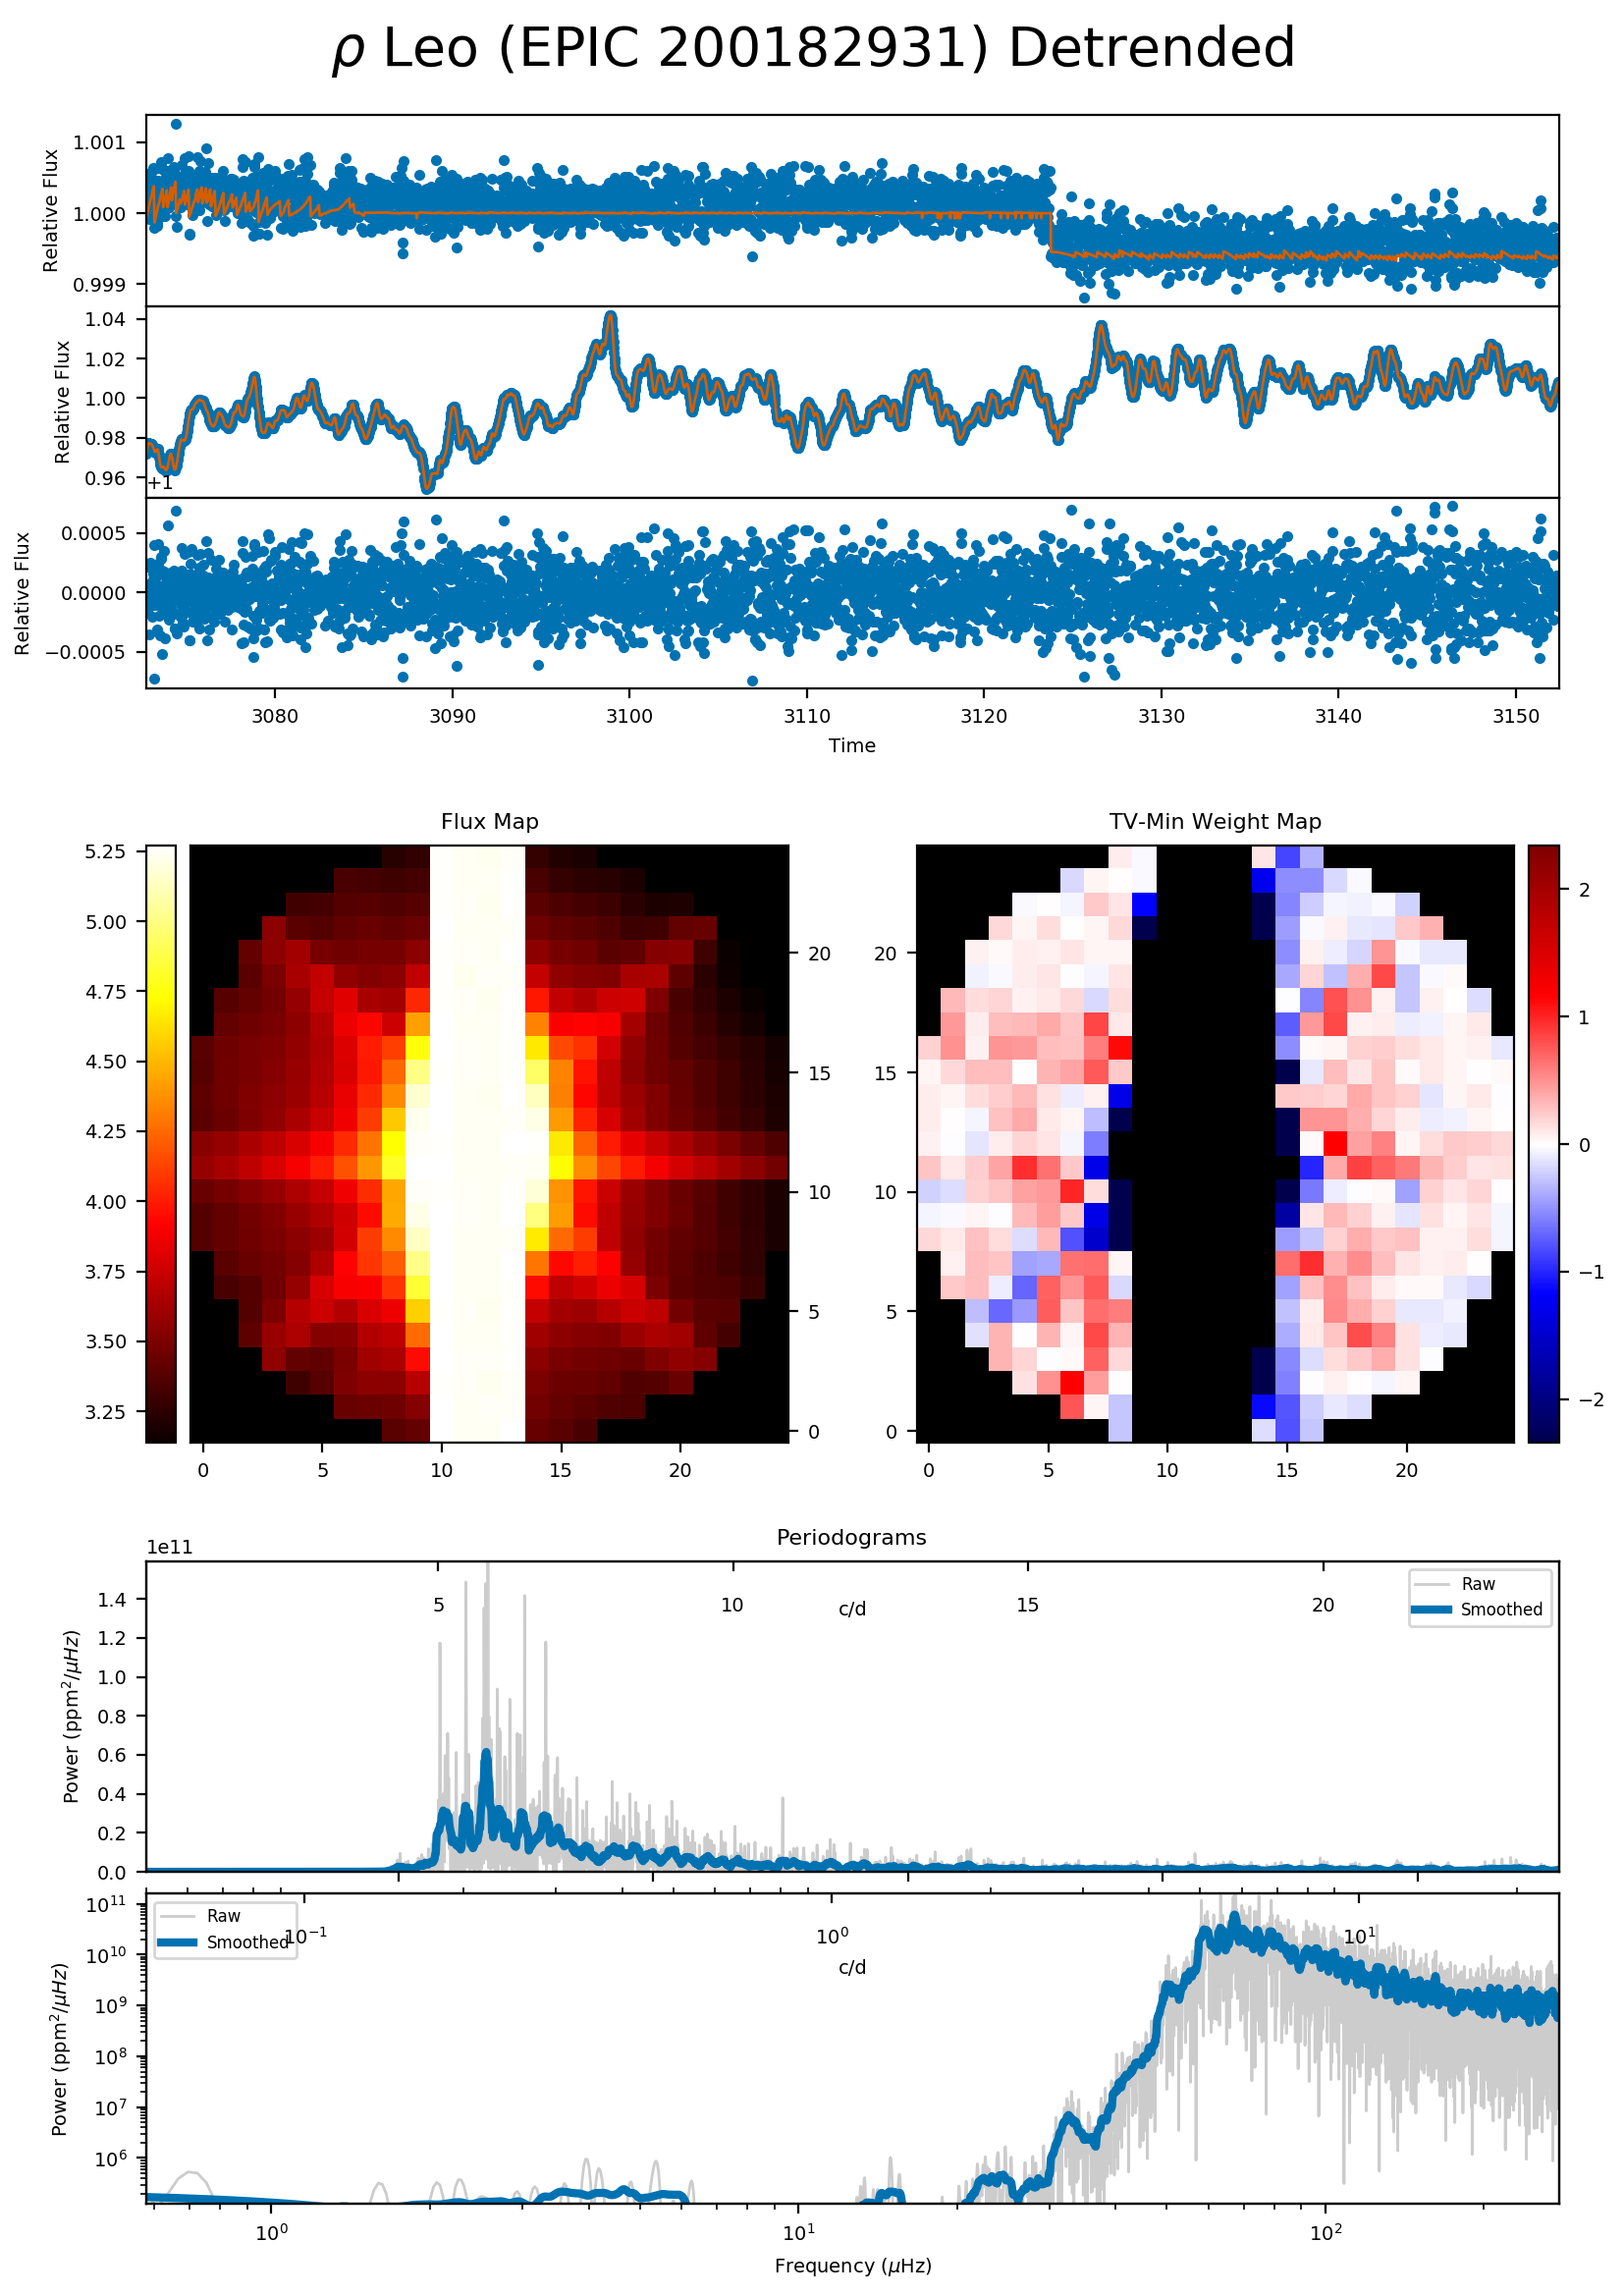 ρ Leo (EPIC 200182931) Detrended
1.001
1.000
0.999
Relative Flux
1.04
1.02
1.00
0.98
0.96
Relative Flux
+1
0.0005
0.0000
−0.0005
Relative Flux
3080 3090 3100 3110 3120 3130 3140 3150
Time
Flux Map
5.25
5.00
4.75
4.50
4.25
4.00
3.75
3.50
3.25
20
15
10
5
0
0 5 10 15 20
TV-Min Weight Map
20
15
10
5
0
0 5 10 15 20
2
1
0
−1
−2
Periodograms
1e11
1.4
1.2
1.0
0.8
0.6
0.4
0.2
0.0
Power (ppm²/μHz)
5 10 15 20
c/d
Raw
Smoothed
10¹¹
10¹⁰
10⁹
10⁸
10⁷
10⁶
Power (ppm²/μHz)
Raw
Smoothed
10⁻¹ 10⁰ 10¹
c/d
10⁰ 10¹ 10²
Frequency (μHz)